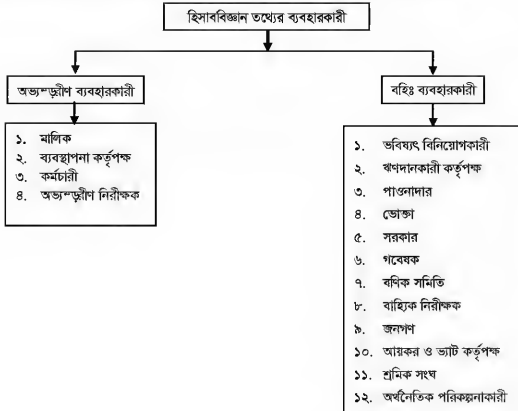 হিসাববিজ্ঞান তথ্যের ব্যবহারকারী
অভ্যন্ড়রীণ ব্যবহারকারী
১. মালিক
২. ব্যবস্থাপনা কর্তৃপক্ষ
৩. কর্মচারী
৪. অভ্যন্ড়রীণ নিরীক্ষক
বহিঃ ব্যবহারকারী
১. ভবিষ্যৎ বিনিয়োগকারী
২. ঋণদানকারী কর্তৃপক্ষ
৩. পাওনাদার
৪. ভোক্তা
৫. সরকার
৬. গবেষক
৭. বণিক সমিতি
৮. বাহ্যিক নিরীক্ষক
৯. জনগণ
১০. আয়কর ও ভ্যাট কর্তৃপক্ষ
১১. শ্রমিক সংঘ
১২. অর্থনৈতিক পরিকল্পনাকারী